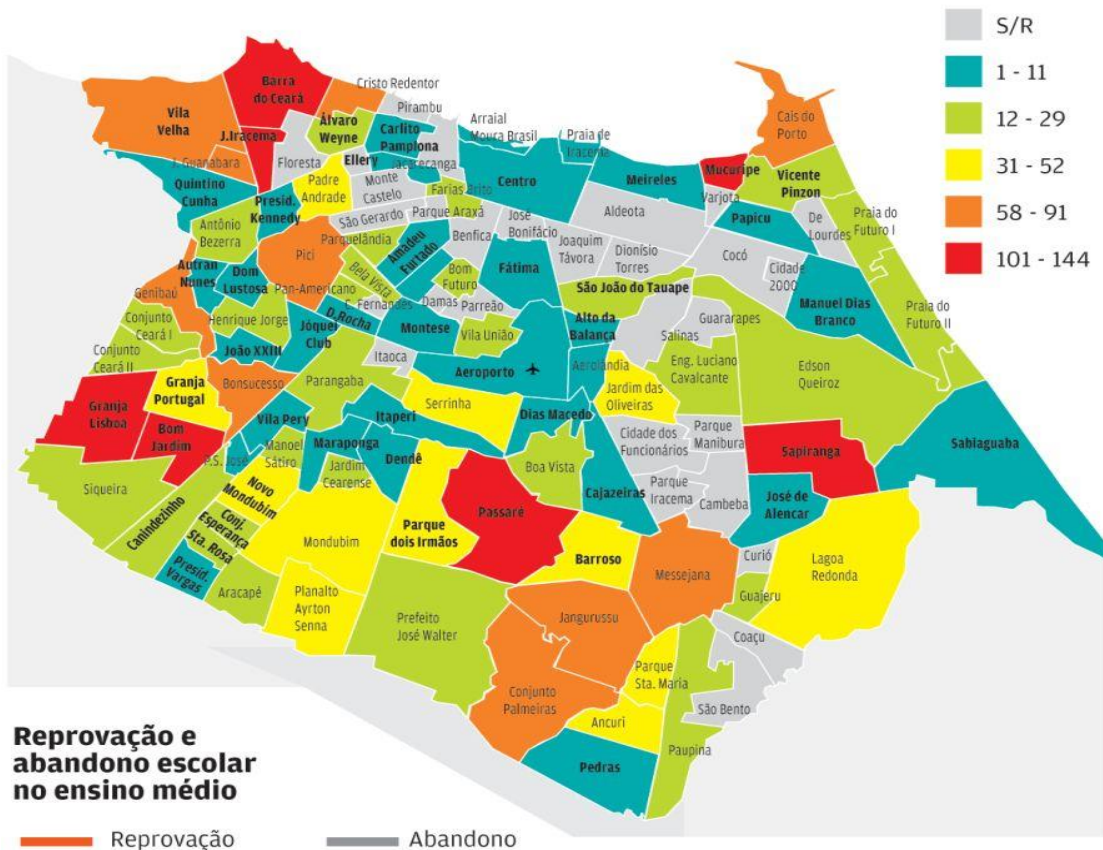 S/R
1 - 11
12 - 29
31 - 52
58 - 91
101 - 144
Barra
do Ceará
Cristo Redentor
Pirambu
Vila
Velha
Álvaro
Weyne
Carlito
Pamplona
Arraial
Moura Brasil
Praia de
Iracema
Cais do
Porto
J.Iracema
J. Guanabara
Floresta
Ellery
Jacarecanga
Centro
Meireles
Mucuripe
Varjota
Vicente
Pinzon
Quintino
Cunha
Presid.
Kennedy
Padre
Andrade
Monte
Castelo
Farias Brito
São Gerardo
Parque Araxá
José
Bonifácio
Aldeota
Papicu
De
Lourdes
Praia do
Futuro I
Antônio
Bezerra
Pici
Parquelândia
Amadeu
Furtado
Benfica
Joaquim
Távora
Dionísio
Torres
Cocó
Cidade
2000
Autran
Nunes
Dom
Lustosa
Pan-Americano
Bela Vista
Bom
Futuro
Fátima
São João do Tauape
Manuel Dias
Branco
Praia do
Futuro II
Genibaú
Conjunto
Ceará I
Henrique Jorge
C. Fernandes
D.Rocha
Damas
Parreão
Montese
Vila União
Alto da
Balança
Salinas
Guararapes
Conjunto
Ceará II
João XXIII
Jóquei
Club
Itaoca
Aeroporto
Aerolândia
Eng. Luciano
Cavalcante
Edson
Queiroz
Granja
Portugal
Bonsucesso
Parangaba
Serrinha
Jardim das
Oliveiras
Granja
Lisboa
Bom
Jardim
Vila Pery
Itaperi
Dias Macedo
Cidade dos
Funcionários
Parque
Manibura
Sapiranga
Sabiaguaba
P.S. José
Manoel
Sátiro
Maraponga
Dendê
Jardim
Cearense
Boa Vista
Cajazeiras
Parque
Iracema
Cambeba
José de
Alencar
Siqueira
Canindezinho
Novo
Mondubim
Conj.
Esperança
Sta. Rosa
Mondubim
Parque
dois Irmãos
Passaré
Barroso
Messejana
Curió
Lagoa
Redonda
Presid.
Vargas
Aracapé
Planalto
Ayrton
Senna
Prefeito
José Walter
Jangurussu
Guajeru
Coaçu
Conjunto
Palmeiras
Parque
Sta. Maria
São Bento
Ancuri
Paupina
Pedras
Reprovação e
abandono escolar
no ensino médio
Reprovação
Abandono